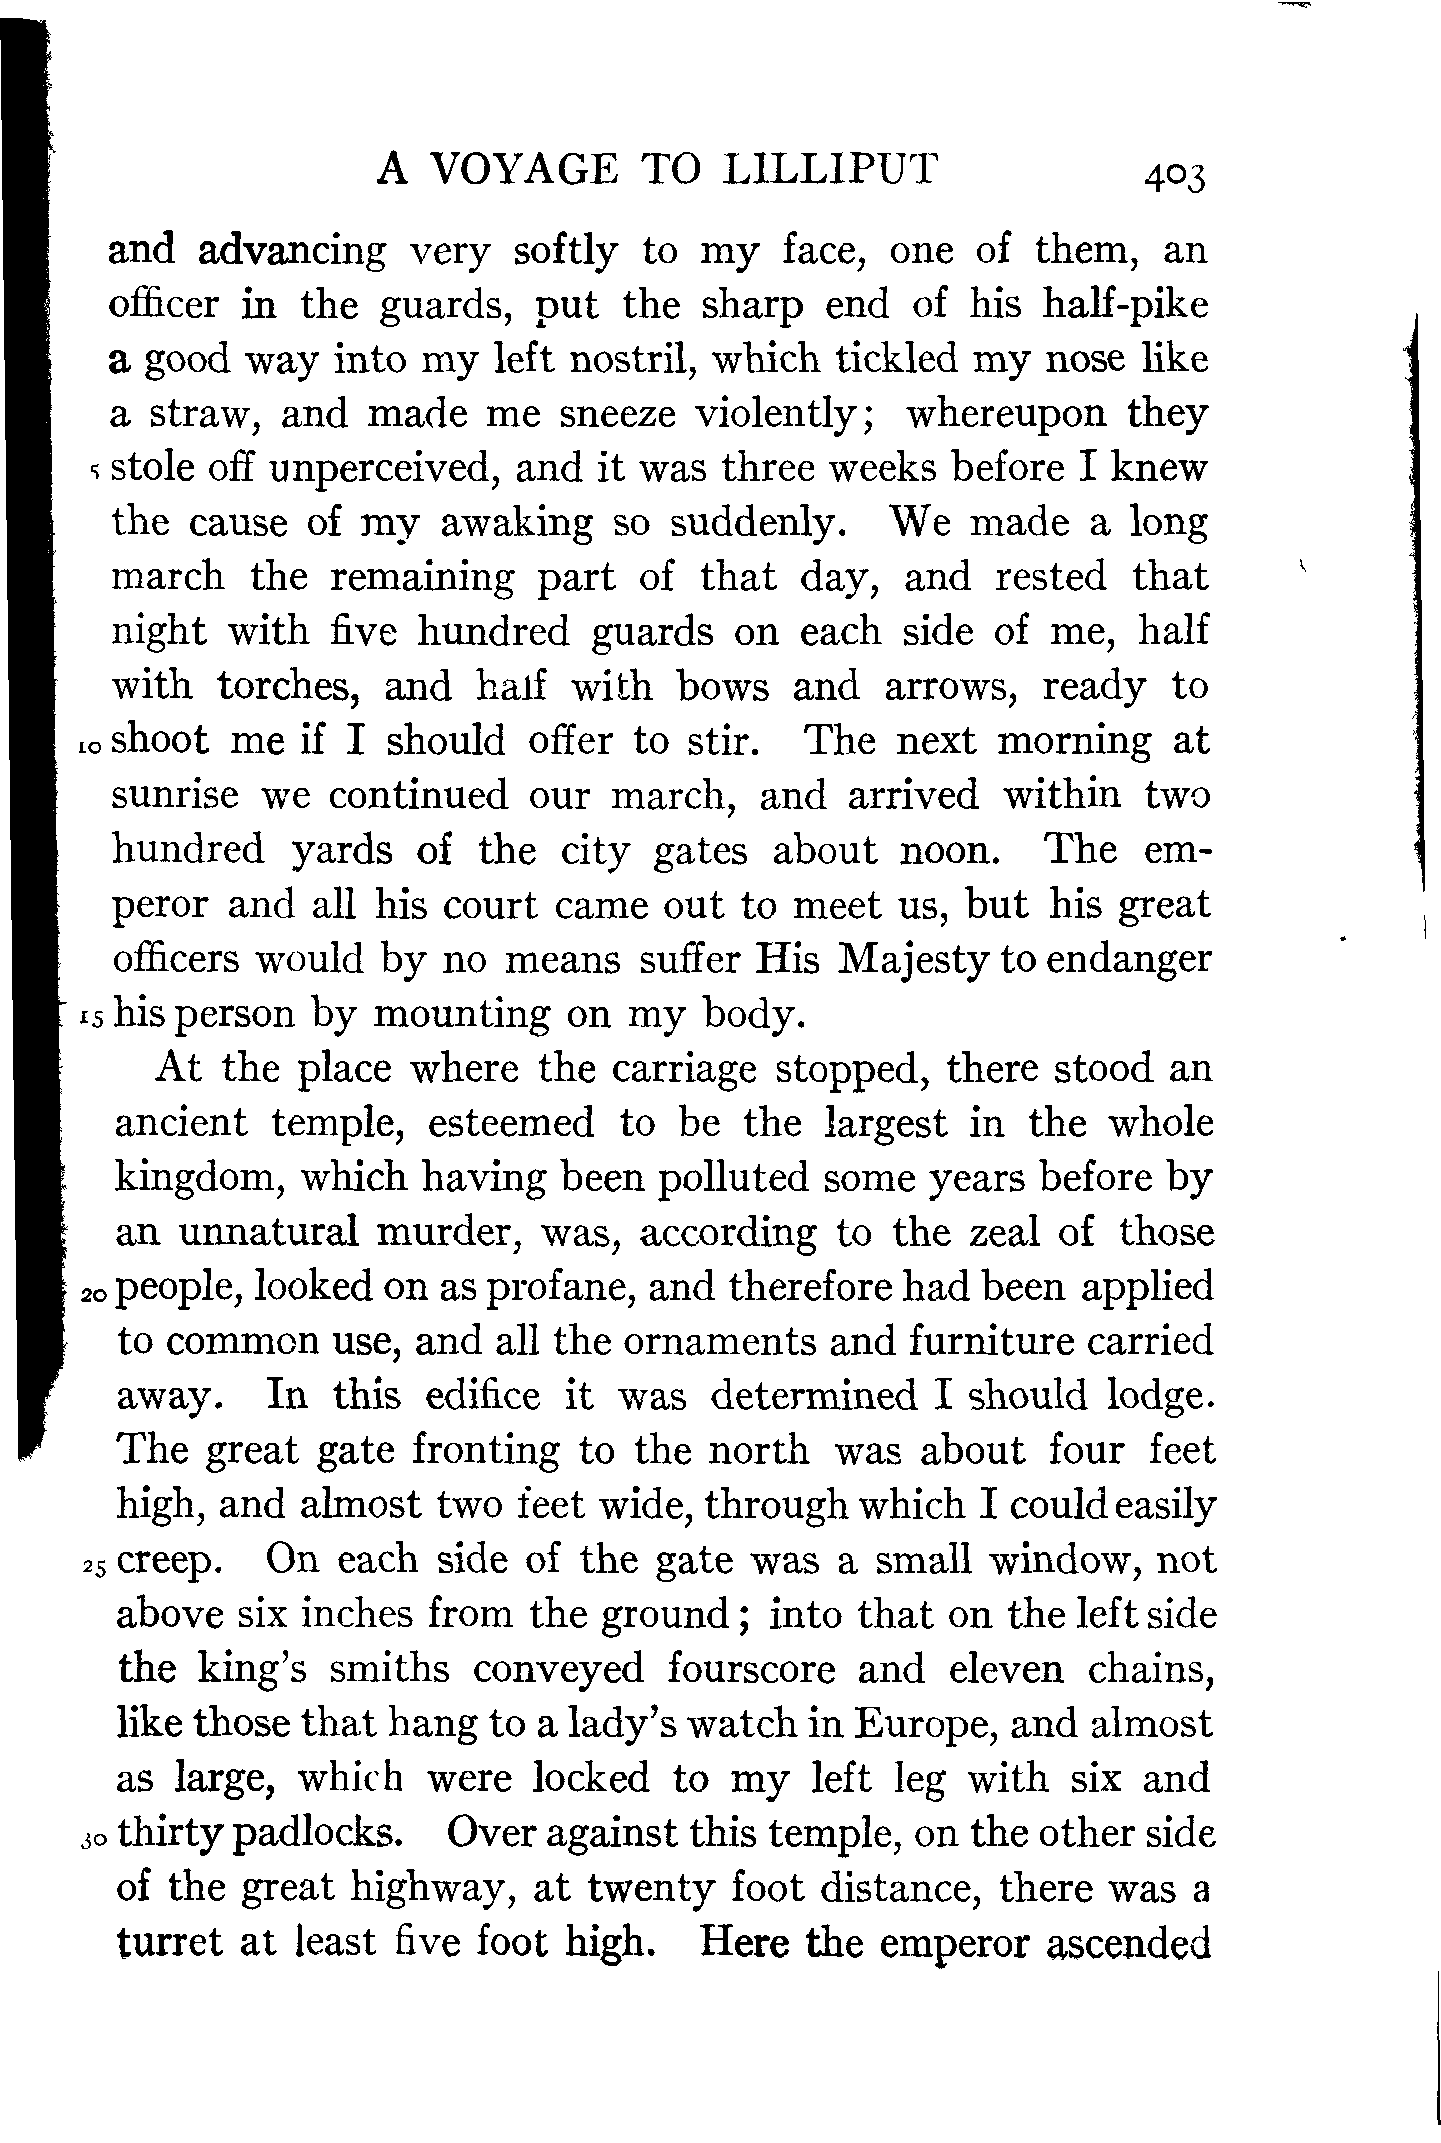 A VOYAGE TO LILLIPUT 403
and advancing very softly to my face, one of them, an
officer in the guards, put the sharp end of his half-pike
a good way into my left nostril, which tickled my nose like
a straw, and made me sneeze violently; whereupon they
5 stole off unperceived, and it was three weeks before I knew
the cause of my awaking so suddenly. We made a long
march the remaining part of that day, and rested that
night with five hundred guards on each side of me, half
with torches, and half with bows and arrows, ready to
10 shoot me if I should offer to stir. The next morning at
sunrise we continued our march, and arrived within two
hundred yards of the city gates about noon. The em-
peror and all his court came out to meet us, but his great
officers would by no means suffer His Majesty to endanger
15 his person by mounting on my body.
At the place where the carriage stopped, there stood an
ancient temple, esteemed to be the largest in the whole
kingdom, which having been polluted some years before by
an unnatural murder, was, according to the zeal of those
20 people, looked on as profane, and therefore had been applied
to common use, and all the ornaments and furniture carried
away. In this edifice it was determined I should lodge.
The great gate fronting to the north was about four feet
high, and almost two feet wide, through which I could easily
25 creep. On each side of the gate was a small window, not
above six inches from the ground; into that on the left side
the king's smiths conveyed fourscore and eleven chains,
like those that hang to a lady's watch in Europe, and almost
as large, which were locked to my left leg with six and
30 thirty padlocks. Over against this temple, on the other side
of the great highway, at twenty foot distance, there was a
turret at least five foot high. Here the emperor ascended